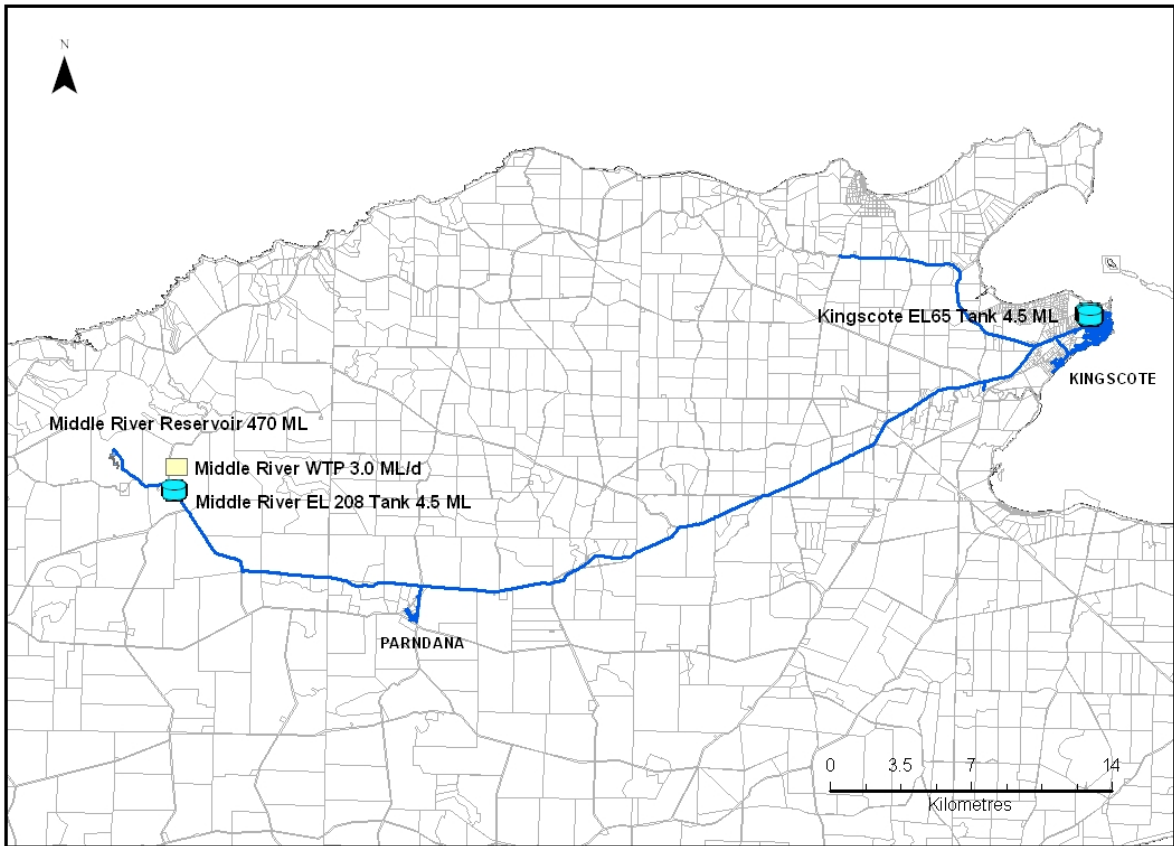 N
Kingscote EL65 Tank 4.5 ML
KINGSCOTE
Middle River Reservoir 470 ML
Middle River WTP 3.0 ML/d
Middle River EL 208 Tank 4.5 ML
PARNDANA
0 3.5 7 14
Kilometres